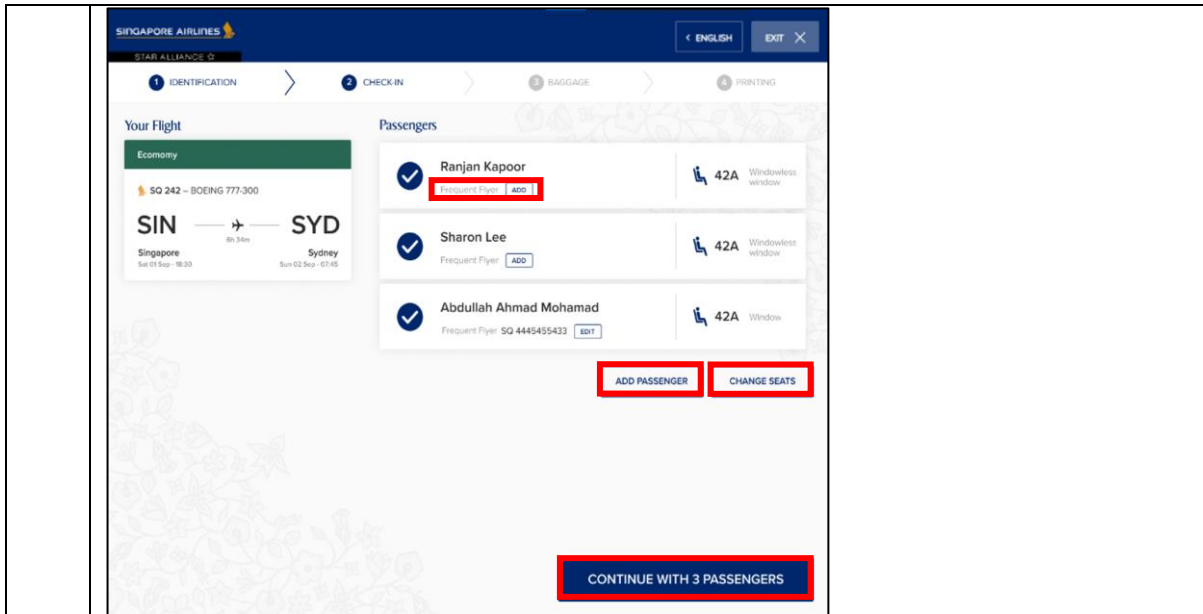 SINGAPORE AIRLINES
< ENGLISH
EXIT X
STAR ALLIANCE
1 IDENTIFICATION
2 CHECK-IN
3 BAGGAGE
4 PRINTING
Your Flight
Ecomomy
SQ 242 – BOEING 777-300
SIN SYD
6h 34m
Singapore Sydney
Sat 01 Sep - 18:30 Sun 02 Sep - 07:45
Passengers
Ranjan Kapoor
Frequent Flyer ADD
42A Windowless
window
Sharon Lee
Frequent Flyer ADD
42A Windowless
window
Abdullah Ahmad Mohamad
Frequent Flyer SQ 4445455433 EDIT
42A Window
ADD PASSENGER
CHANGE SEATS
CONTINUE WITH 3 PASSENGERS